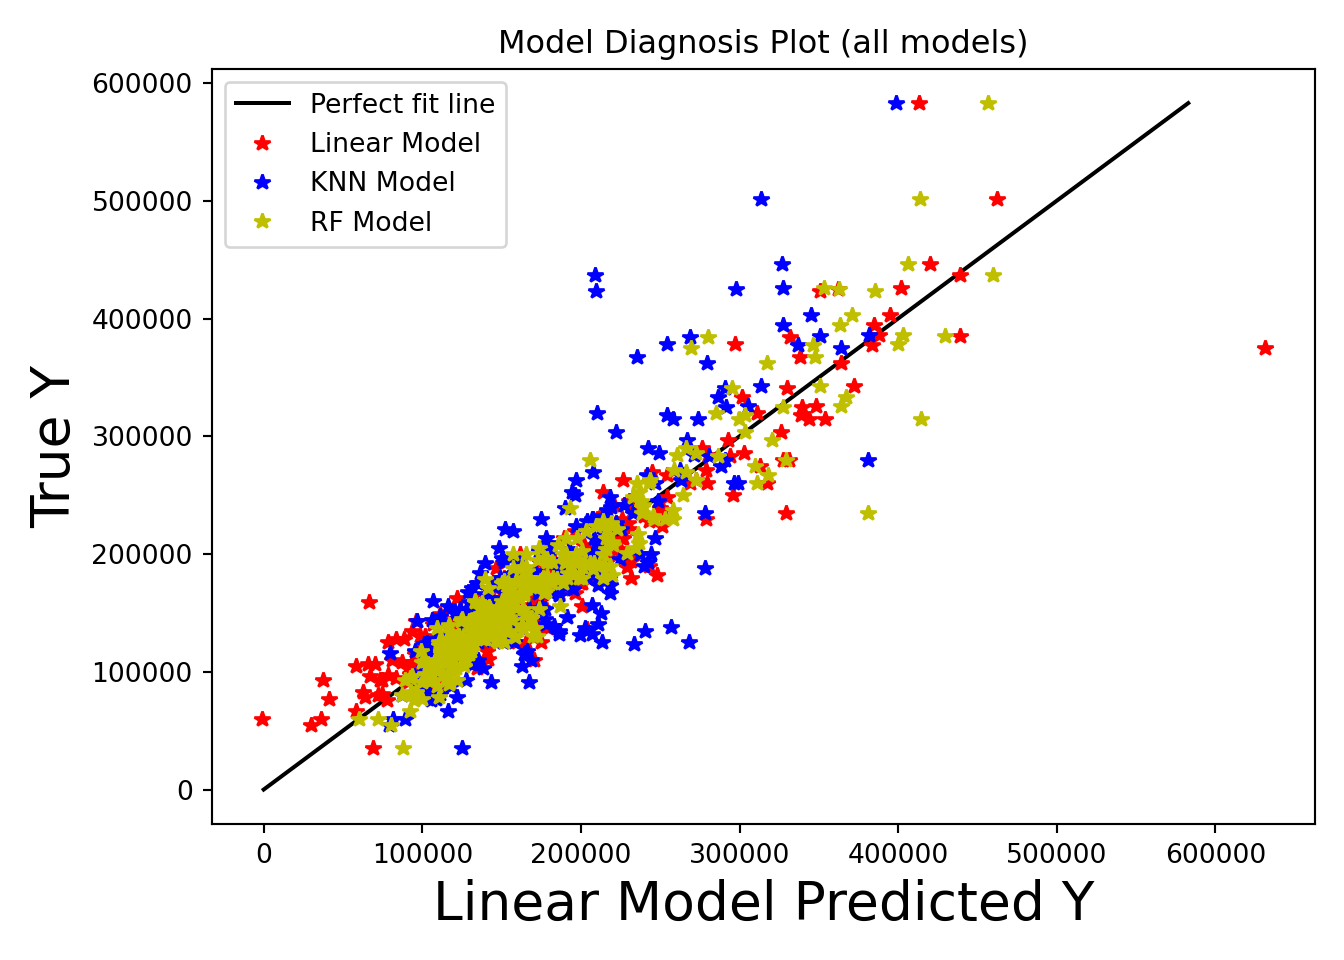 Model Diagnosis Plot (all models)
600000
500000
400000
300000
200000
100000
0
True Y
Perfect fit line
Linear Model
KNN Model
RF Model
0 100000 200000 300000 400000 500000 600000
Linear Model Predicted Y